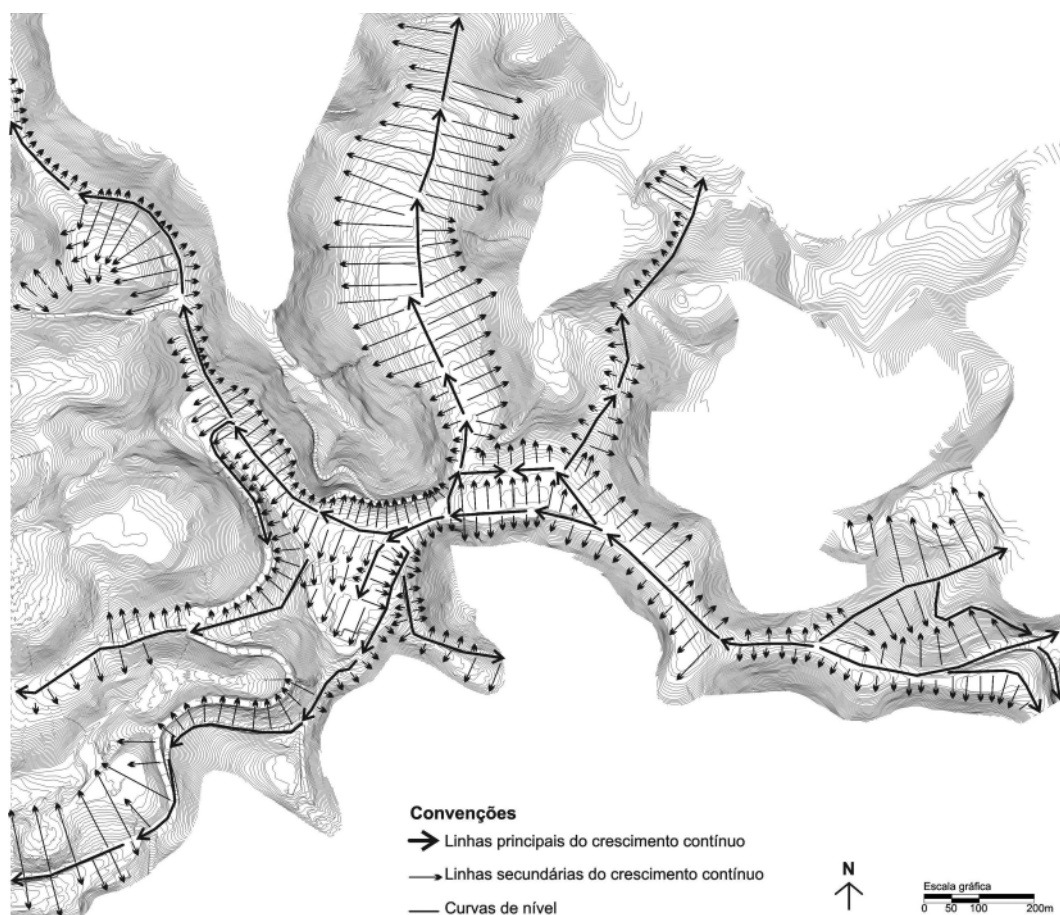 Convenções
Linhas principais do crescimento contínuo
Linhas secundárias do crescimento contínuo
Curvas de nível
N
Escala gráfica
0 50 100 200m